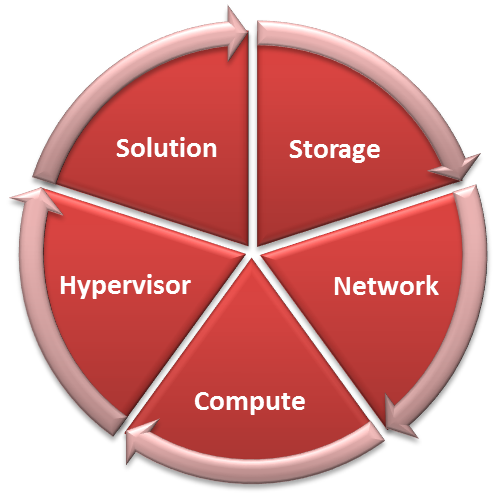 Solution
Storage
Hypervisor
Network
Compute